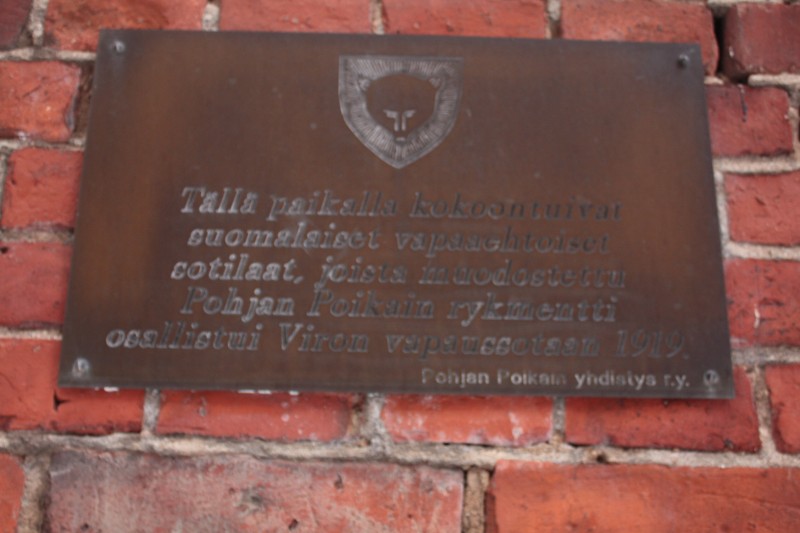 Tällä paikalla kokoontuivat
suomalaiset vapaaehtoiset
sotilaat, joista muodostettu
Pohjan Poikain rykmentti
osallistui Viron vapaussotaan 1919.
Pohjan Poikain yhdistys r.y.